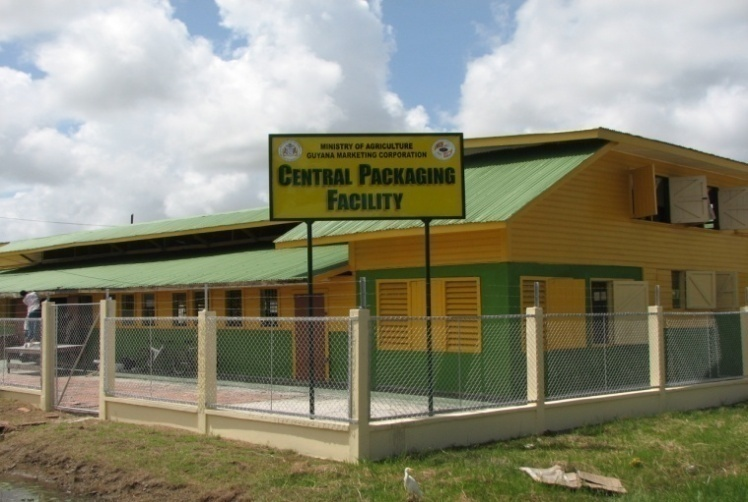 MINISTRY OF AGRICULTURE
GUYANA MARKETING CORPORATION
CENTRAL PACKAGING
FACILITY